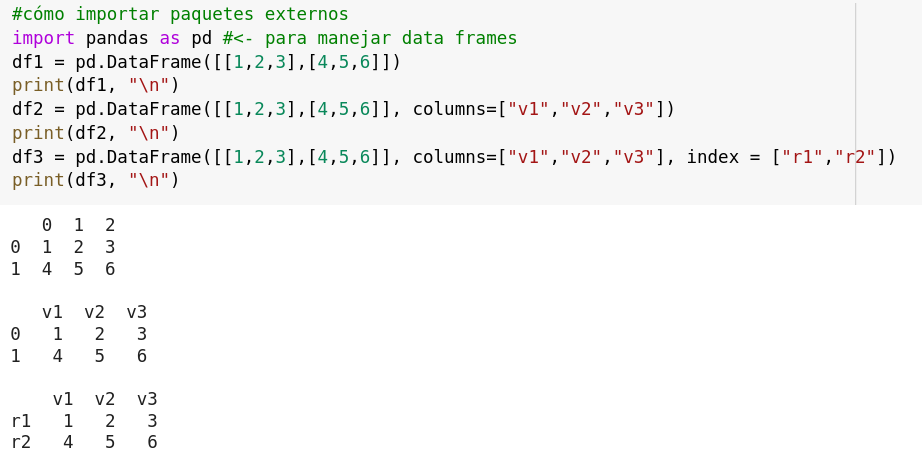 #cómo importar paquetes externos
import pandas as pd #<- para manejar data frames
df1 = pd.DataFrame([[1,2,3],[4,5,6]])
print(df1, "\n")
df2 = pd.DataFrame([[1,2,3],[4,5,6]], columns=["v1","v2","v3"])
print(df2, "\n")
df3 = pd.DataFrame([[1,2,3],[4,5,6]], columns=["v1","v2","v3"], index = ["r1","r2"])
print(df3, "\n")
   0  1  2
0  1  2  3
1  4  5  6
   v1  v2  v3
0   1   2   3
1   4   5   6
    v1  v2  v3
r1   1   2   3
r2   4   5   6